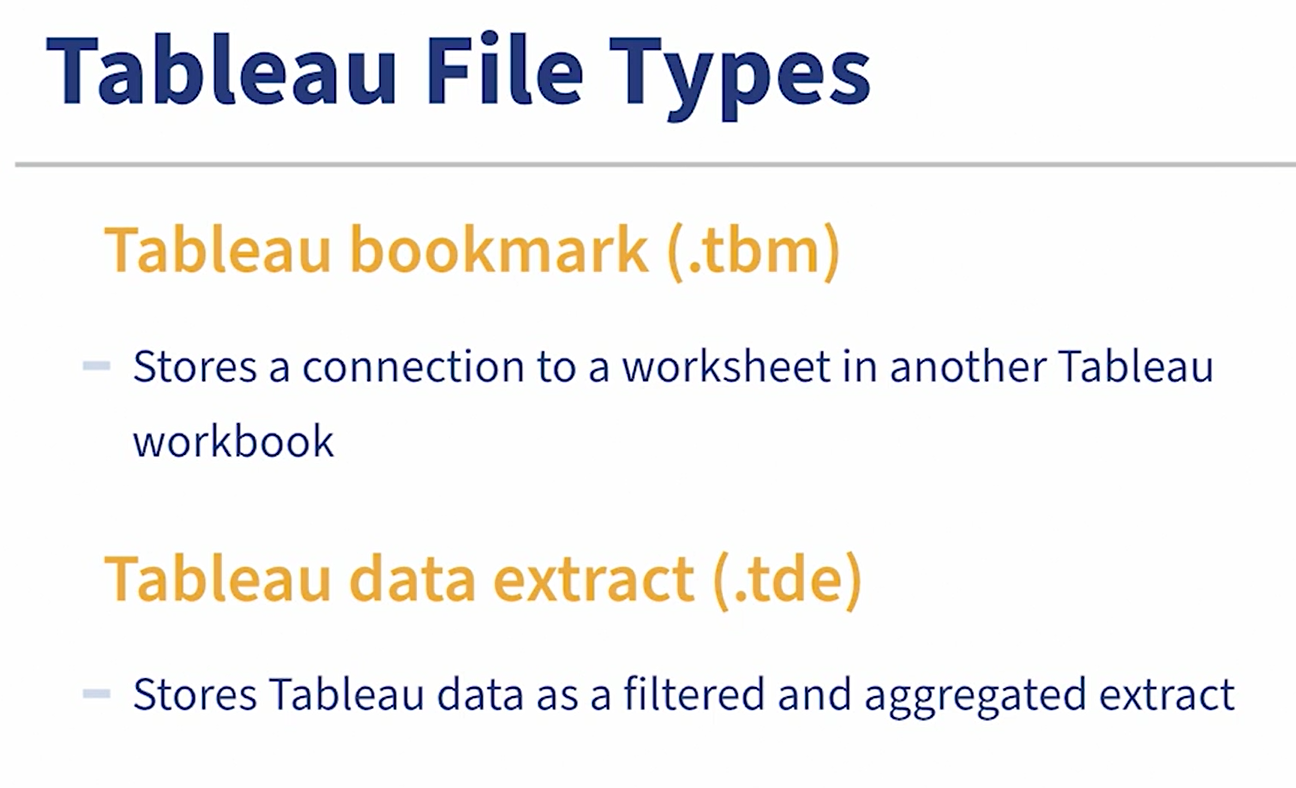 Tableau File Types
Tableau bookmark (.tbm)
Stores a connection to a worksheet in another Tableau
workbook
Tableau data extract (.tde)
Stores Tableau data as a filtered and aggregated extract